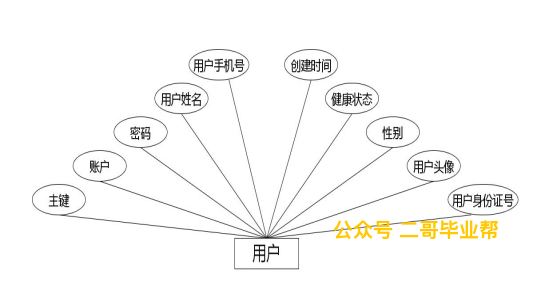 用户手机号
创建时间
用户姓名
健康状态
密码
性别
账户
用户头像
主键
用户身份证号
公众号 二哥毕业帮
用户